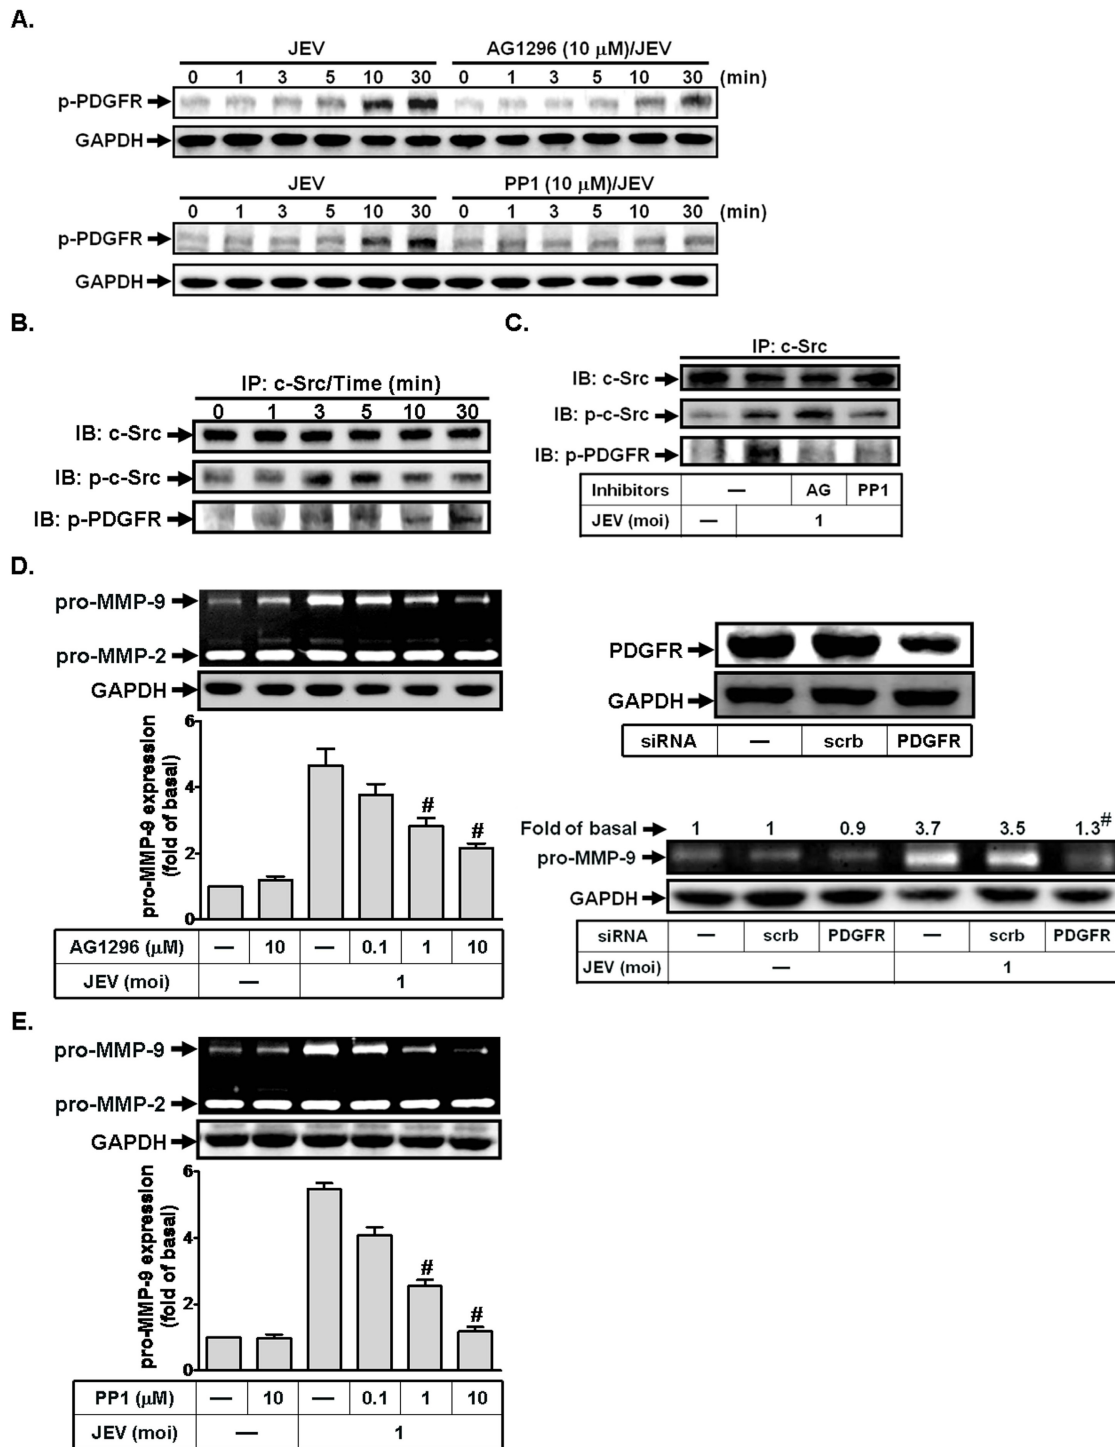 A.
JEV AG1296 (10 μM)/JEV
0 1 3 5 10 30 0 1 3 5 10 30 (min)
p-PDGFR
GAPDH
JEV PP1 (10 μM)/JEV
0 1 3 5 10 30 0 1 3 5 10 30 (min)
p-PDGFR
GAPDH
B.
IP: c-Src/Time (min)
0 1 3 5 10 30
IB: c-Src
IB: p-c-Src
IB: p-PDGFR
C.
IP: c-Src
IB: c-Src
IB: p-c-Src
IB: p-PDGFR
Inhibitors — AG PP1
JEV (moi) — 1
D.
pro-MMP-9
pro-MMP-2
GAPDH
pro-MMP-9 expression
(fold of basal)
6
4
2
0
# #
AG1296 (μM) — 10 — 0.1 1 10
JEV (moi) — 1
PDGFR
GAPDH
siRNA — scrb PDGFR
Fold of basal 1 1 0.9 3.7 3.5 1.3#
pro-MMP-9
GAPDH
siRNA — scrb PDGFR — scrb PDGFR
JEV (moi) — 1
E.
pro-MMP-9
pro-MMP-2
GAPDH
pro-MMP-9 expression
(fold of basal)
6
4
2
0
# #
PP1 (μM) — 10 — 0.1 1 10
JEV (moi) — 1